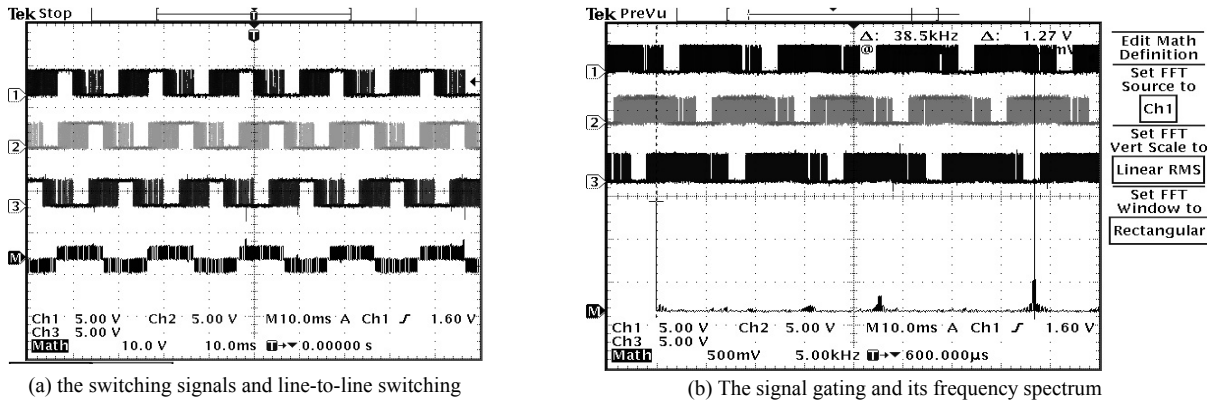 Tek Stop
T
T
1
2
3
M
Ch1 5.00 V Ch2 5.00 V M10.0ms A Ch1 1.60 V
Ch3 5.00 V
Math 10.0 V 10.0ms T→▼ 0.00000 s
(a) the switching signals and line-to-line switching
Tek PreVu
Δ: 38.5kHz Δ: 1.27 V
@
1
2
3
M
Ch1 5.00 V Ch2 5.00 V M10.0ms A Ch1 1.60 V
Ch3 5.00 V
Math 500mV 5.00kHz T→▼ 600.000μs
Edit Math
Definition
Set FFT
Source to
Ch1
Set FFT
Vert Scale to
Linear RMS
Set FFT
Window to
Rectangular
(b) The signal gating and its frequency spectrum